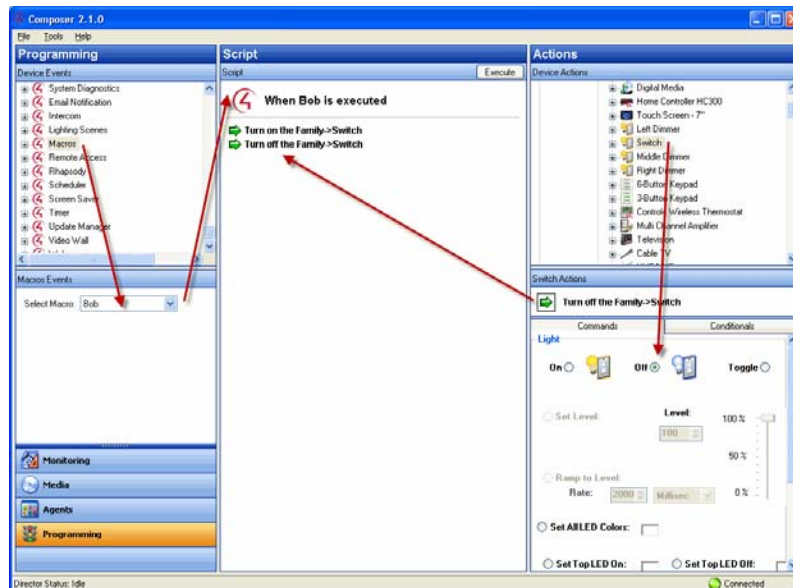 Composer 2.1.0
File Tools Help
Programming
Device Events
System Diagnostics
Email Notification
Intercom
Lighting Scenes
Macros
Remote Access
Rhapsody
Scheduler
Screen Saver
Timer
Update Manager
Video Wall
Macros Events
Select Macro: Bob
Monitoring
Media
Agents
Programming
Director Status: Idle
Script
Script Execute
When Bob is executed
Turn on the Family->Switch
Turn off the Family->Switch
Actions
Device Actions
Digital Media
Home Controller HC300
Touch Screen - 7"
Left Dimmer
Switch
Middle Dimmer
Right Dimmer
6-Button Keypad
3-Button Keypad
Control4 Wireless Thermostat
Multi Channel Amplifier
Television
Cable TV
Switch Actions
Turn off the Family->Switch
Commands Conditionals
Light
On Off Toggle
Set Level: Level: 100 %
100
50 %
Ramp to Level:
Rate: 2000 Millisec 0 %
Set All LED Colors:
Set Top LED On: Set Top LED Off:
Connected